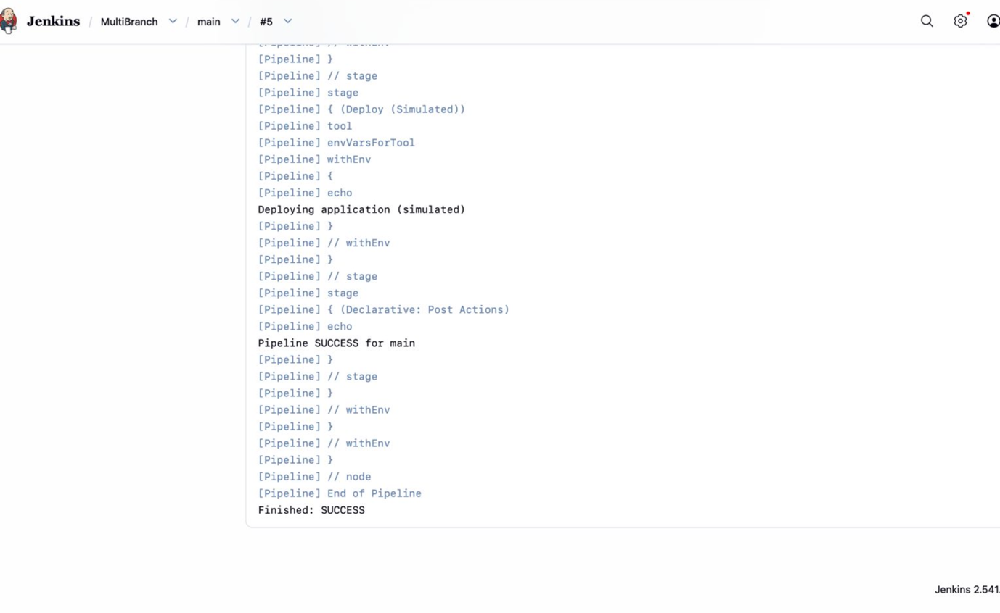 Jenkins / MultiBranch / main / #5
[Pipeline] // withEnv
[Pipeline] }
[Pipeline] // stage
[Pipeline] stage
[Pipeline] { (Deploy (Simulated))
[Pipeline] tool
[Pipeline] envVarsForTool
[Pipeline] withEnv
[Pipeline] {
[Pipeline] echo
Deploying application (simulated)
[Pipeline] }
[Pipeline] // withEnv
[Pipeline] }
[Pipeline] // stage
[Pipeline] stage
[Pipeline] { (Declarative: Post Actions)
[Pipeline] echo
Pipeline SUCCESS for main
[Pipeline] }
[Pipeline] // stage
[Pipeline] }
[Pipeline] // withEnv
[Pipeline] }
[Pipeline] // withEnv
[Pipeline] }
[Pipeline] // node
[Pipeline] End of Pipeline
Finished: SUCCESS
Jenkins 2.541.